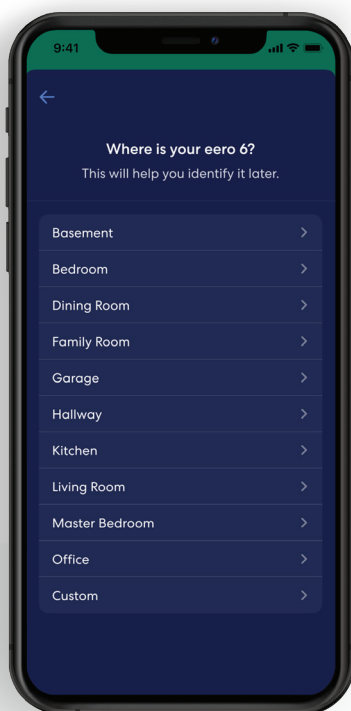 9:41
Where is your eero 6?
This will help you identify it later.
Basement
Bedroom
Dining Room
Family Room
Garage
Hallway
Kitchen
Living Room
Master Bedroom
Office
Custom